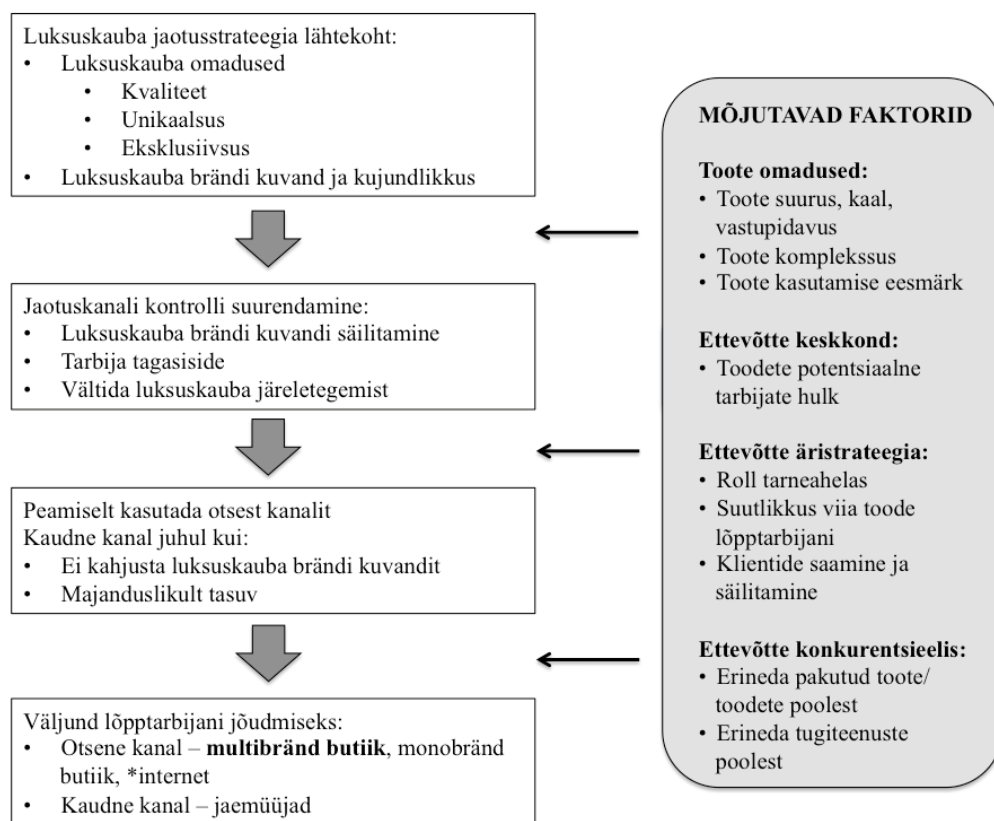 Luksuskauba jaotusstrateegia lähtekoht:
• Luksuskauba omadused
• Kvaliteet
• Unikaalsus
• Eksklusiivsus
• Luksuskauba brändi kuvand ja kujundlikkus
Jaotuskanali kontrolli suurendamine:
• Luksuskauba brändi kuvandi säilitamine
• Tarbija tagasiside
• Vältida luksuskauba järeletegemist
Peamiselt kasutada otsest kanalit
Kaudne kanal juhul kui:
• Ei kahjusta luksuskauba brändi kuvandit
• Majanduslikult tasuv
Väljund lõpptarbijani jõudmiseks:
• Otsene kanal – multibränd butiik, monobränd
butiik, *internet
• Kaudne kanal – jaemüüjad
MÕJUTAVAD FAKTORID
Toote omadused:
• Toote suurus, kaal,
vastupidavus
• Toote komplekssus
• Toote kasutamise eesmärk
Ettevõtte keskkond:
• Toodete potentsiaalne
tarbijate hulk
Ettevõtte äristrateegia:
• Roll tarneahelas
• Suutlikkus viia toode
lõpptarbijani
• Klientide saamine ja
säilitamine
Ettevõtte konkurentsieelis:
• Erineda pakutud toote/
toodete poolest
• Erineda tugiteenuste
poolest